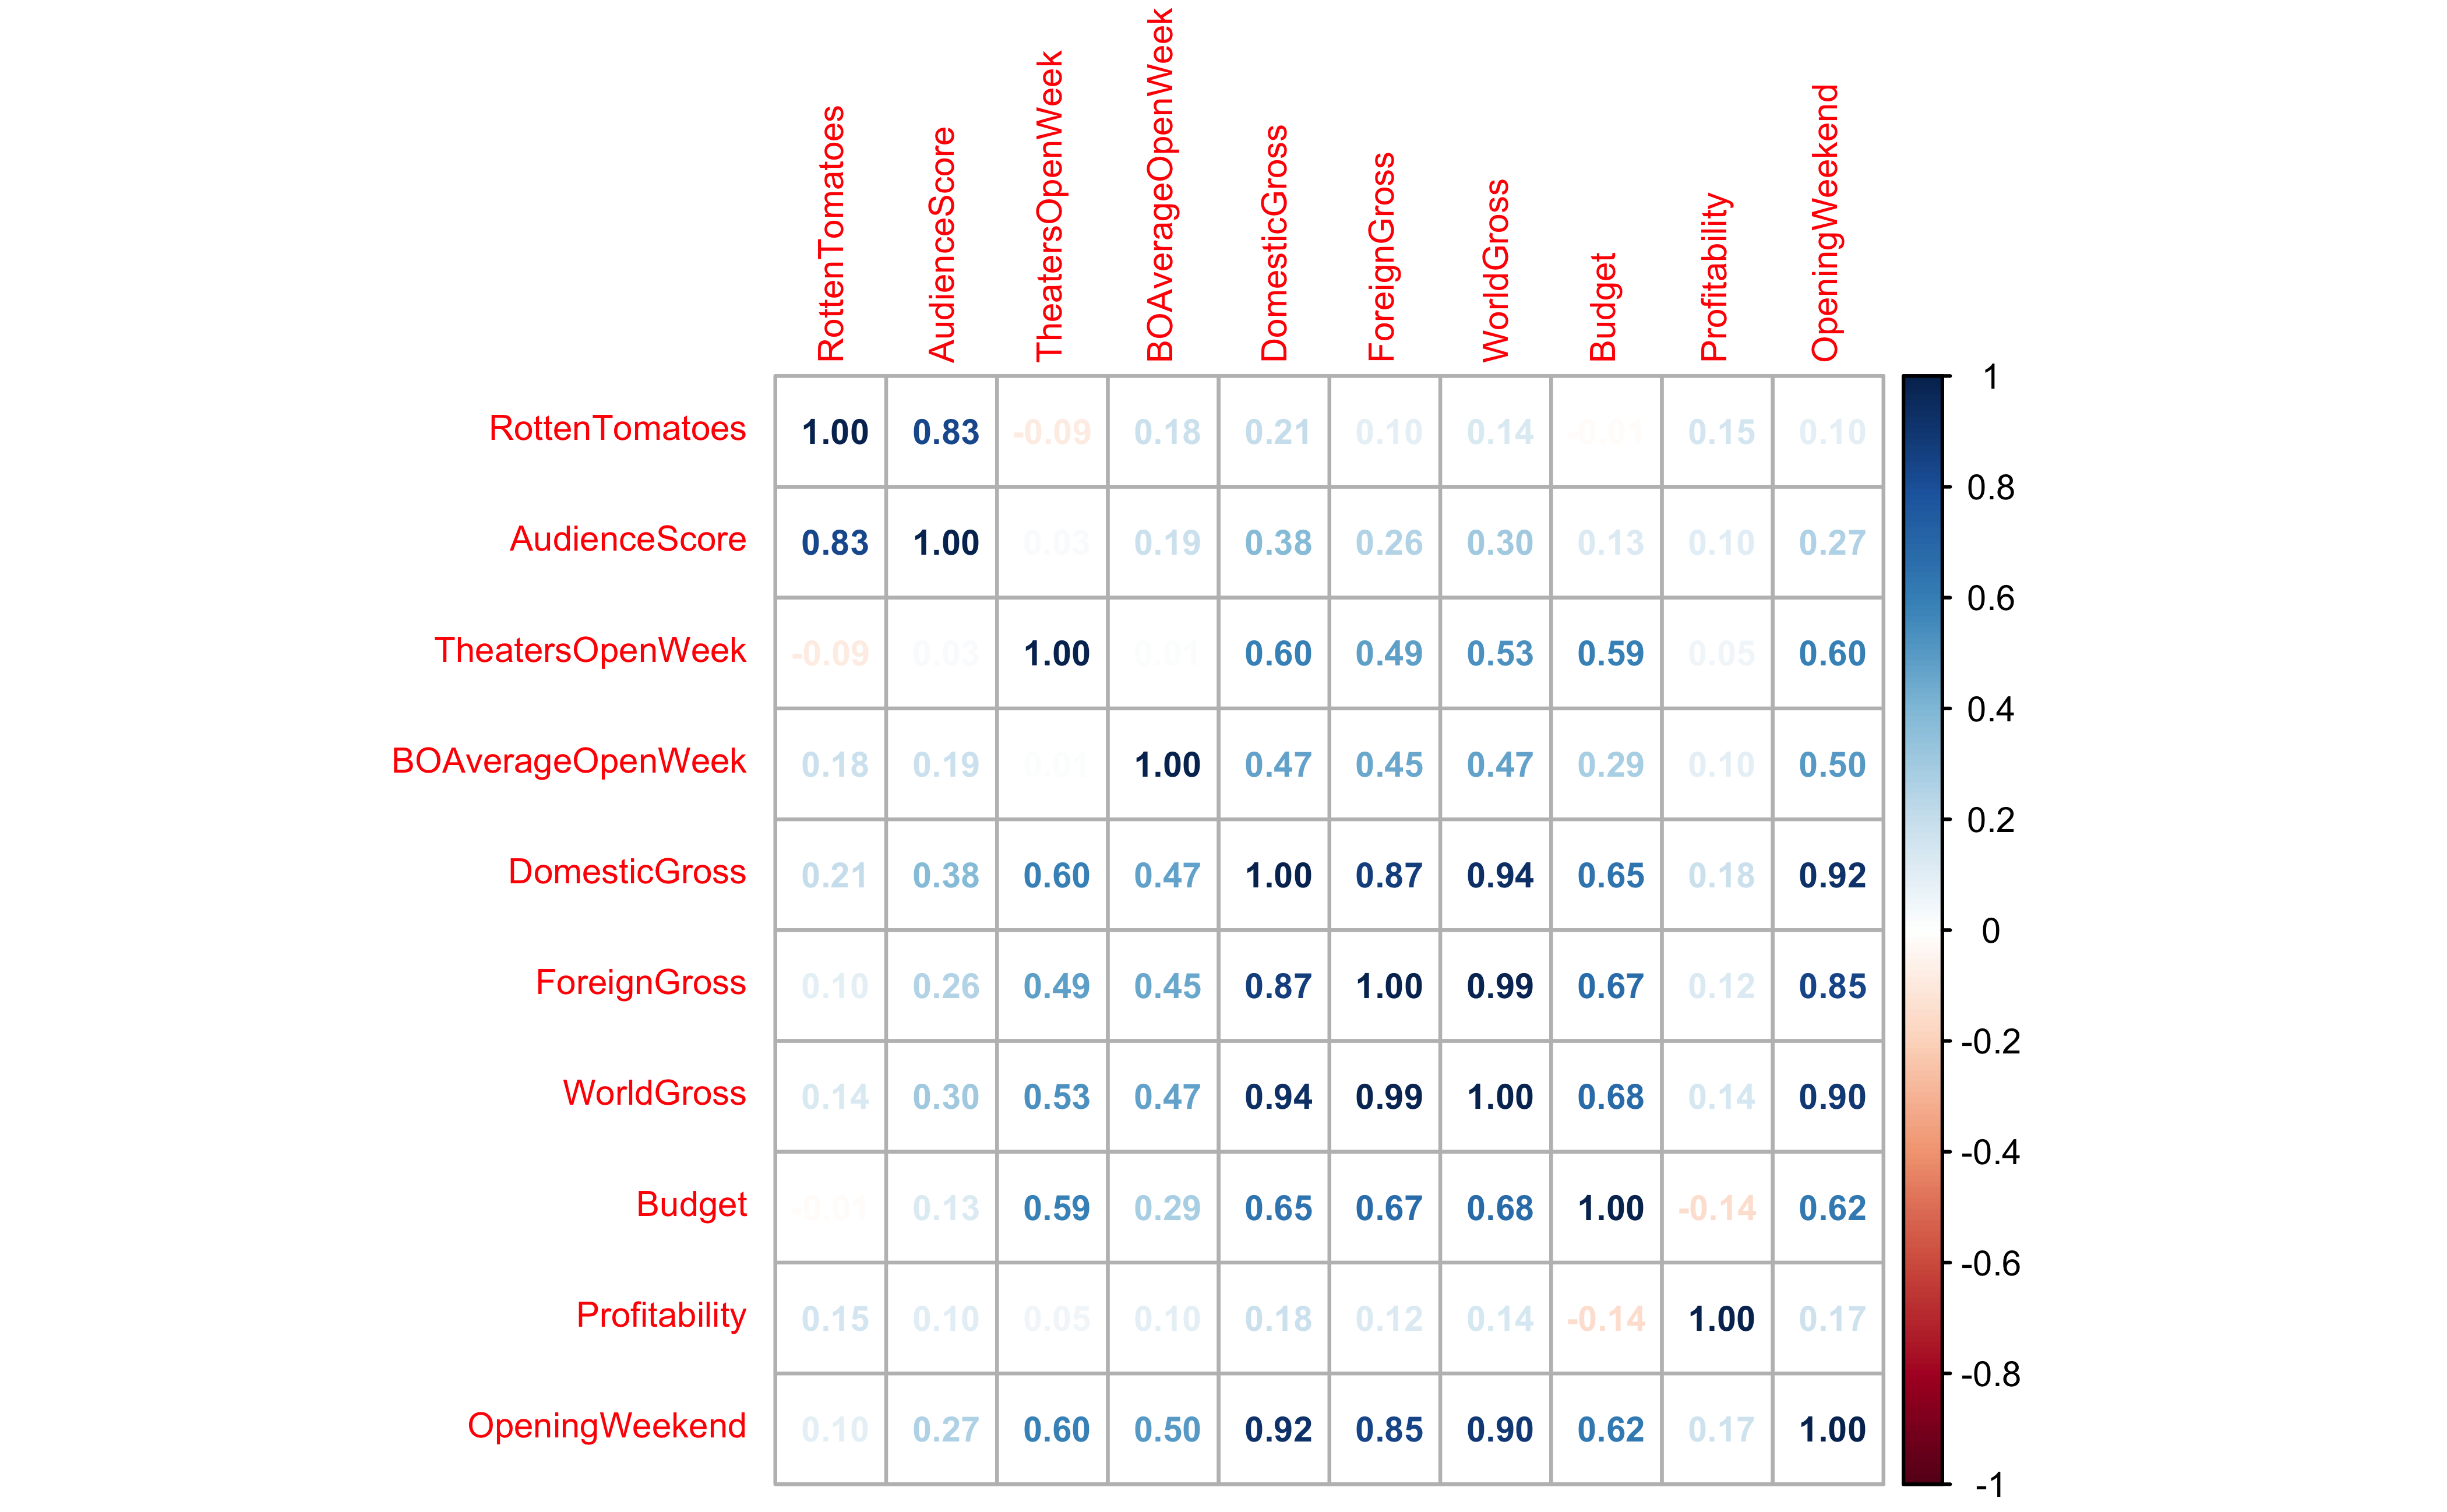 RottenTomatoes AudienceScore TheatersOpenWeek BOAverageOpenWeek DomesticGross ForeignGross WorldGross Budget Profitability OpeningWeekend
RottenTomatoes 1.00 0.83 -0.09 0.18 0.21 0.10 0.14 -0.01 0.15 0.10
AudienceScore 0.83 1.00 0.03 0.19 0.38 0.26 0.30 0.13 0.10 0.27
TheatersOpenWeek -0.09 0.03 1.00 0.01 0.60 0.49 0.53 0.59 0.05 0.60
BOAverageOpenWeek 0.18 0.19 0.01 1.00 0.47 0.45 0.47 0.29 0.10 0.50
DomesticGross 0.21 0.38 0.60 0.47 1.00 0.87 0.94 0.65 0.18 0.92
ForeignGross 0.10 0.26 0.49 0.45 0.87 1.00 0.99 0.67 0.12 0.85
WorldGross 0.14 0.30 0.53 0.47 0.94 0.99 1.00 0.68 0.14 0.90
Budget -0.01 0.13 0.59 0.29 0.65 0.67 0.68 1.00 -0.14 0.62
Profitability 0.15 0.10 0.05 0.10 0.18 0.12 0.14 -0.14 1.00 0.17
OpeningWeekend 0.10 0.27 0.60 0.50 0.92 0.85 0.90 0.62 0.17 1.00
1
0.8
0.6
0.4
0.2
0
-0.2
-0.4
-0.6
-0.8
-1